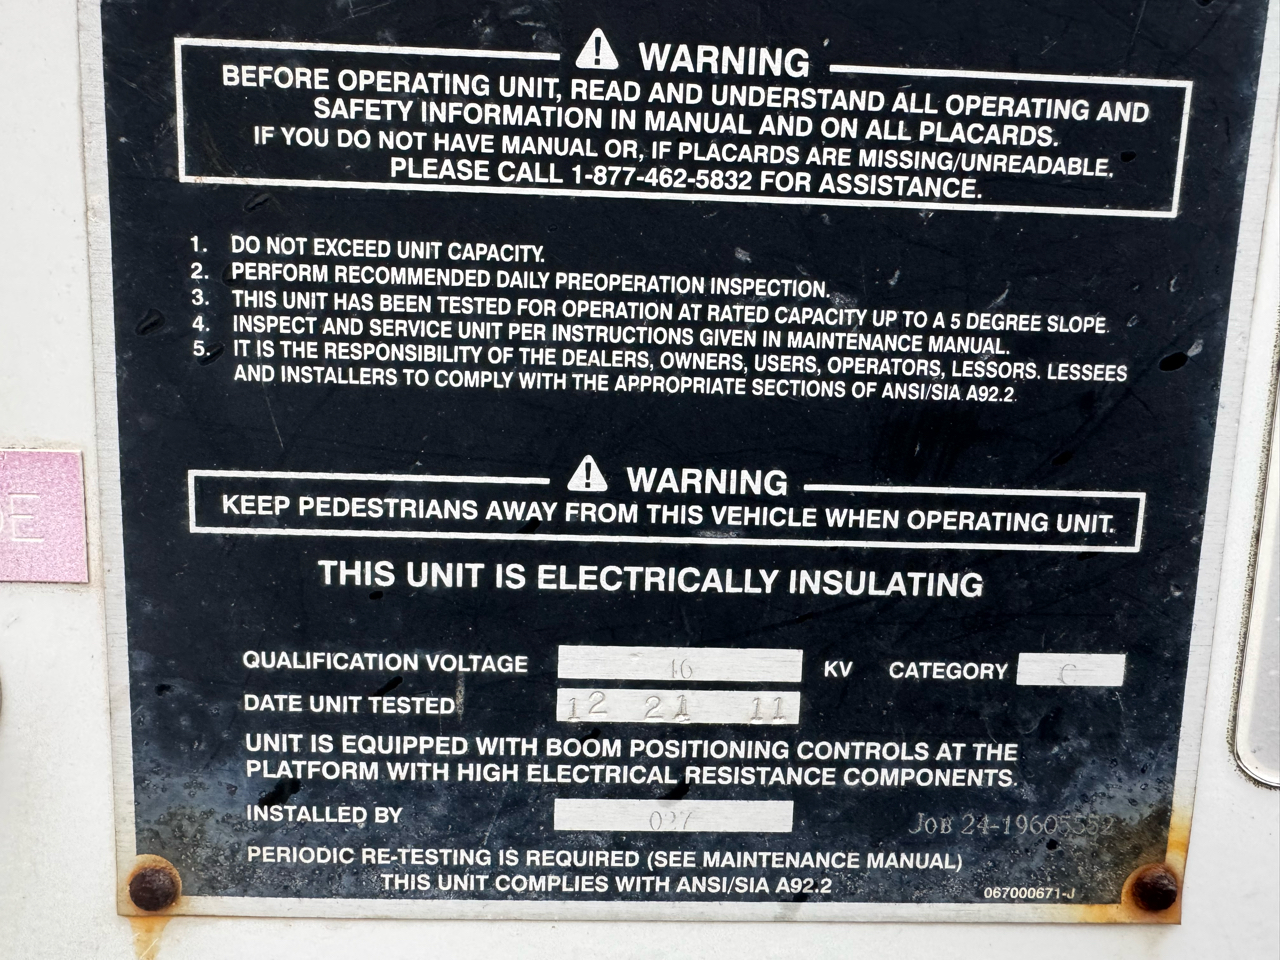 ⚠ WARNING
BEFORE OPERATING UNIT, READ AND UNDERSTAND ALL OPERATING AND
SAFETY INFORMATION IN MANUAL AND ON ALL PLACARDS.
IF YOU DO NOT HAVE MANUAL OR, IF PLACARDS ARE MISSING/UNREADABLE.
PLEASE CALL 1-877-462-5832 FOR ASSISTANCE.
1. DO NOT EXCEED UNIT CAPACITY.
2. PERFORM RECOMMENDED DAILY PREOPERATION INSPECTION.
3. THIS UNIT HAS BEEN TESTED FOR OPERATION AT RATED CAPACITY UP TO A 5 DEGREE SLOPE.
4. INSPECT AND SERVICE UNIT PER INSTRUCTIONS GIVEN IN MAINTENANCE MANUAL.
5. IT IS THE RESPONSIBILITY OF THE DEALERS, OWNERS, USERS, OPERATORS, LESSORS. LESSEES
AND INSTALLERS TO COMPLY WITH THE APPROPRIATE SECTIONS OF ANSI/SIA A92.2.
⚠ WARNING
KEEP PEDESTRIANS AWAY FROM THIS VEHICLE WHEN OPERATING UNIT.
THIS UNIT IS ELECTRICALLY INSULATING
QUALIFICATION VOLTAGE KV CATEGORY C
DATE UNIT TESTED 12 21 11
UNIT IS EQUIPPED WITH BOOM POSITIONING CONTROLS AT THE
PLATFORM WITH HIGH ELECTRICAL RESISTANCE COMPONENTS.
INSTALLED BY 027
JOB 24-19605552
PERIODIC RE-TESTING IS REQUIRED (SEE MAINTENANCE MANUAL)
THIS UNIT COMPLIES WITH ANSI/SIA A92.2
067000671-J